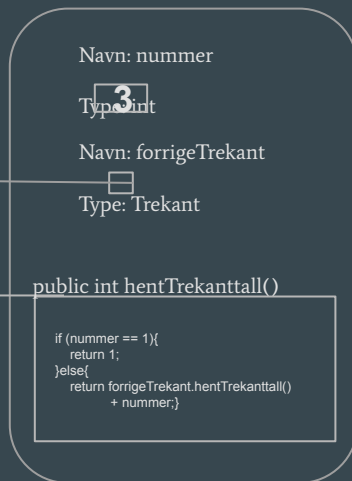 Navn: nummer
3
Type: int
Navn: forrigeTrekant
Type: Trekant
public int hentTrekanttall()
if (nummer == 1){
return 1;
}else{
return forrigeTrekant.hentTrekanttall()
+ nummer;}